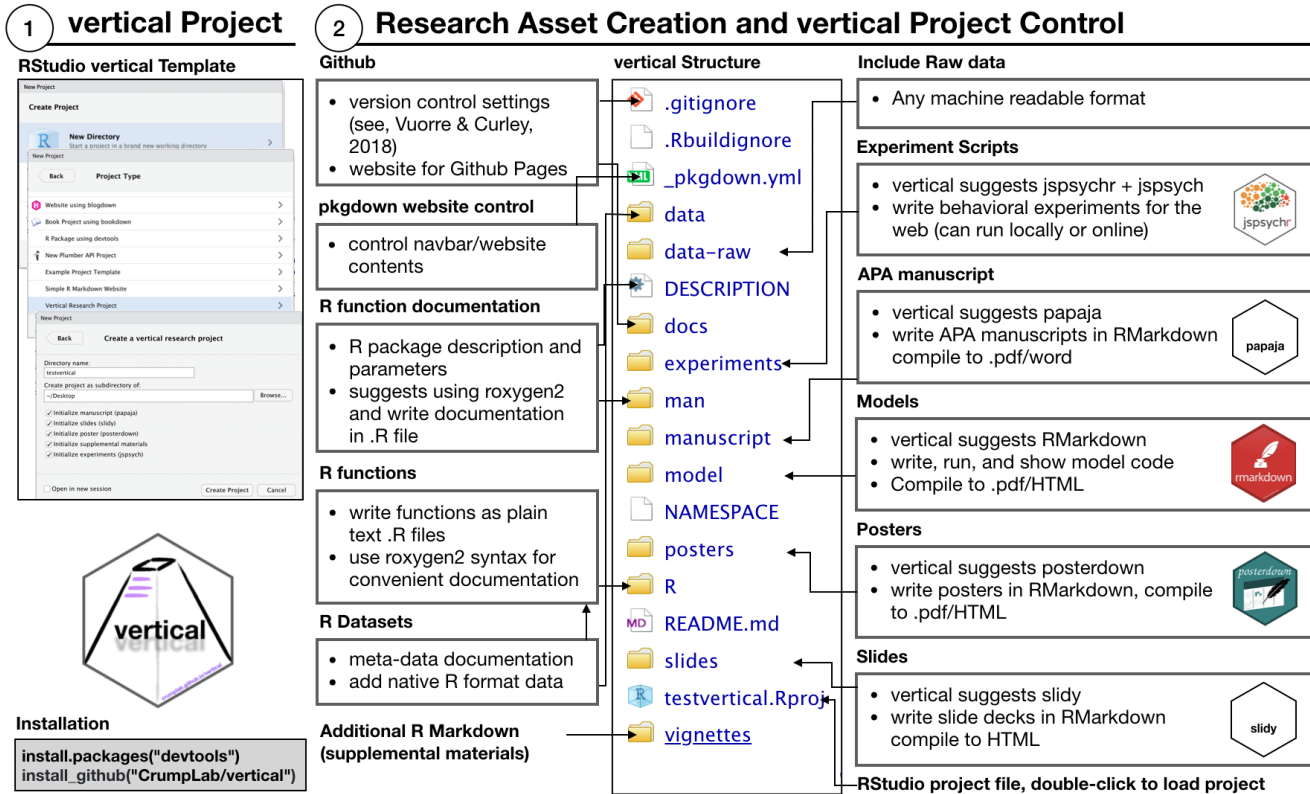 1 vertical Project
RStudio vertical Template
New Project
Create Project
New Directory
Start a project in a brand new working directory
New Project
Back
Project Type
Website using blogdown
Book Project using bookdown
R Package using devtools
New Plumber API Project
Example Project Template
Simple R Markdown Website
Vertical Research Project
New Project
Back
Create a vertical research project
Directory name:
testvertical
Create project as subdirectory of:
~/Desktop
Browse...
Initialize manuscript (papaja)
Initialize slides (slidy)
Initialize poster (posterdown)
Initialize supplemental materials
Initialize experiments (jspsych)
Open in new session
Create Project
Cancel
vertical
crumplab.github.io/vertical
Installation
install.packages("devtools")
install_github("CrumpLab/vertical")
2 Research Asset Creation and vertical Project Control
Github
• version control settings
(see, Vuorre & Curley,
2018)
• website for Github Pages
pkgdown website control
• control navbar/website
contents
R function documentation
• R package description and
parameters
• suggests using roxygen2
and write documentation
in .R file
R functions
• write functions as plain
text .R files
• use roxygen2 syntax for
convenient documentation
R Datasets
• meta-data documentation
• add native R format data
Additional R Markdown
(supplemental materials)
vertical Structure
.gitignore
.Rbuildignore
_pkgdown.yml
data
data-raw
DESCRIPTION
docs
experiments
man
manuscript
model
NAMESPACE
posters
R
MD README.md
slides
R testvertical.Rproj
vignettes
Include Raw data
• Any machine readable format
Experiment Scripts
• vertical suggests jspsychr + jspsych
• write behavioral experiments for the
web (can run locally or online)
jspsychr
APA manuscript
• vertical suggests papaja
• write APA manuscripts in RMarkdown
compile to .pdf/word
papaja
Models
• vertical suggests RMarkdown
• write, run, and show model code
• Compile to .pdf/HTML
rmarkdown
Posters
• vertical suggests posterdown
• write posters in RMarkdown, compile
to .pdf/HTML
posterdown
Slides
• vertical suggests slidy
• write slide decks in RMarkdown
compile to HTML
slidy
RStudio project file, double-click to load project